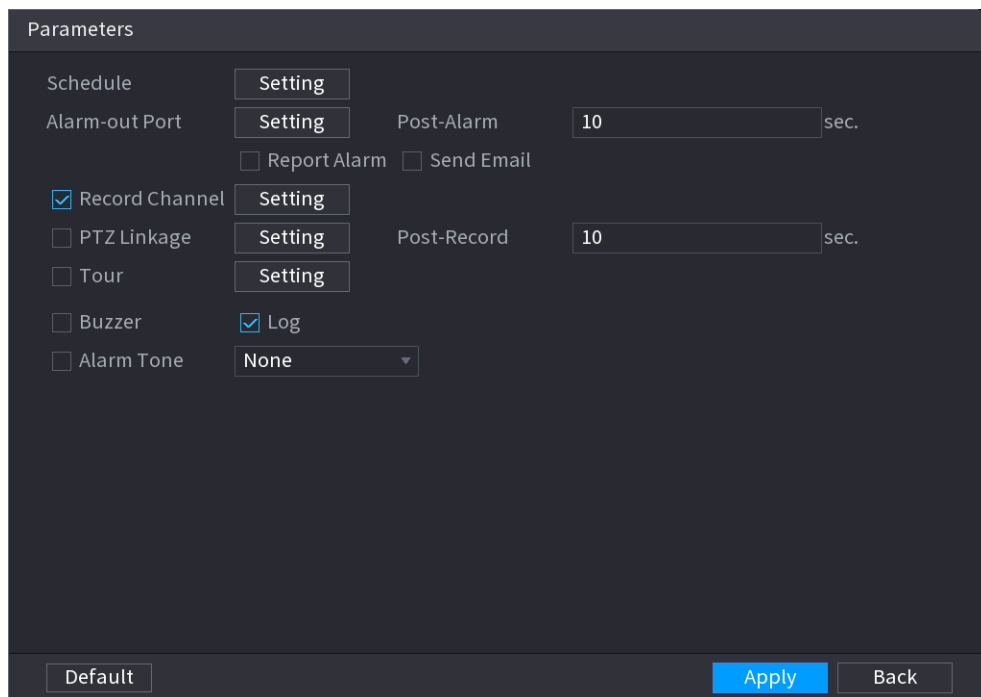 Parameters
Schedule Setting
Alarm-out Port Setting Post-Alarm 10 sec.
Report Alarm Send Email
Record Channel Setting
PTZ Linkage Setting Post-Record 10 sec.
Tour Setting
Buzzer Log
Alarm Tone None
Default Apply Back